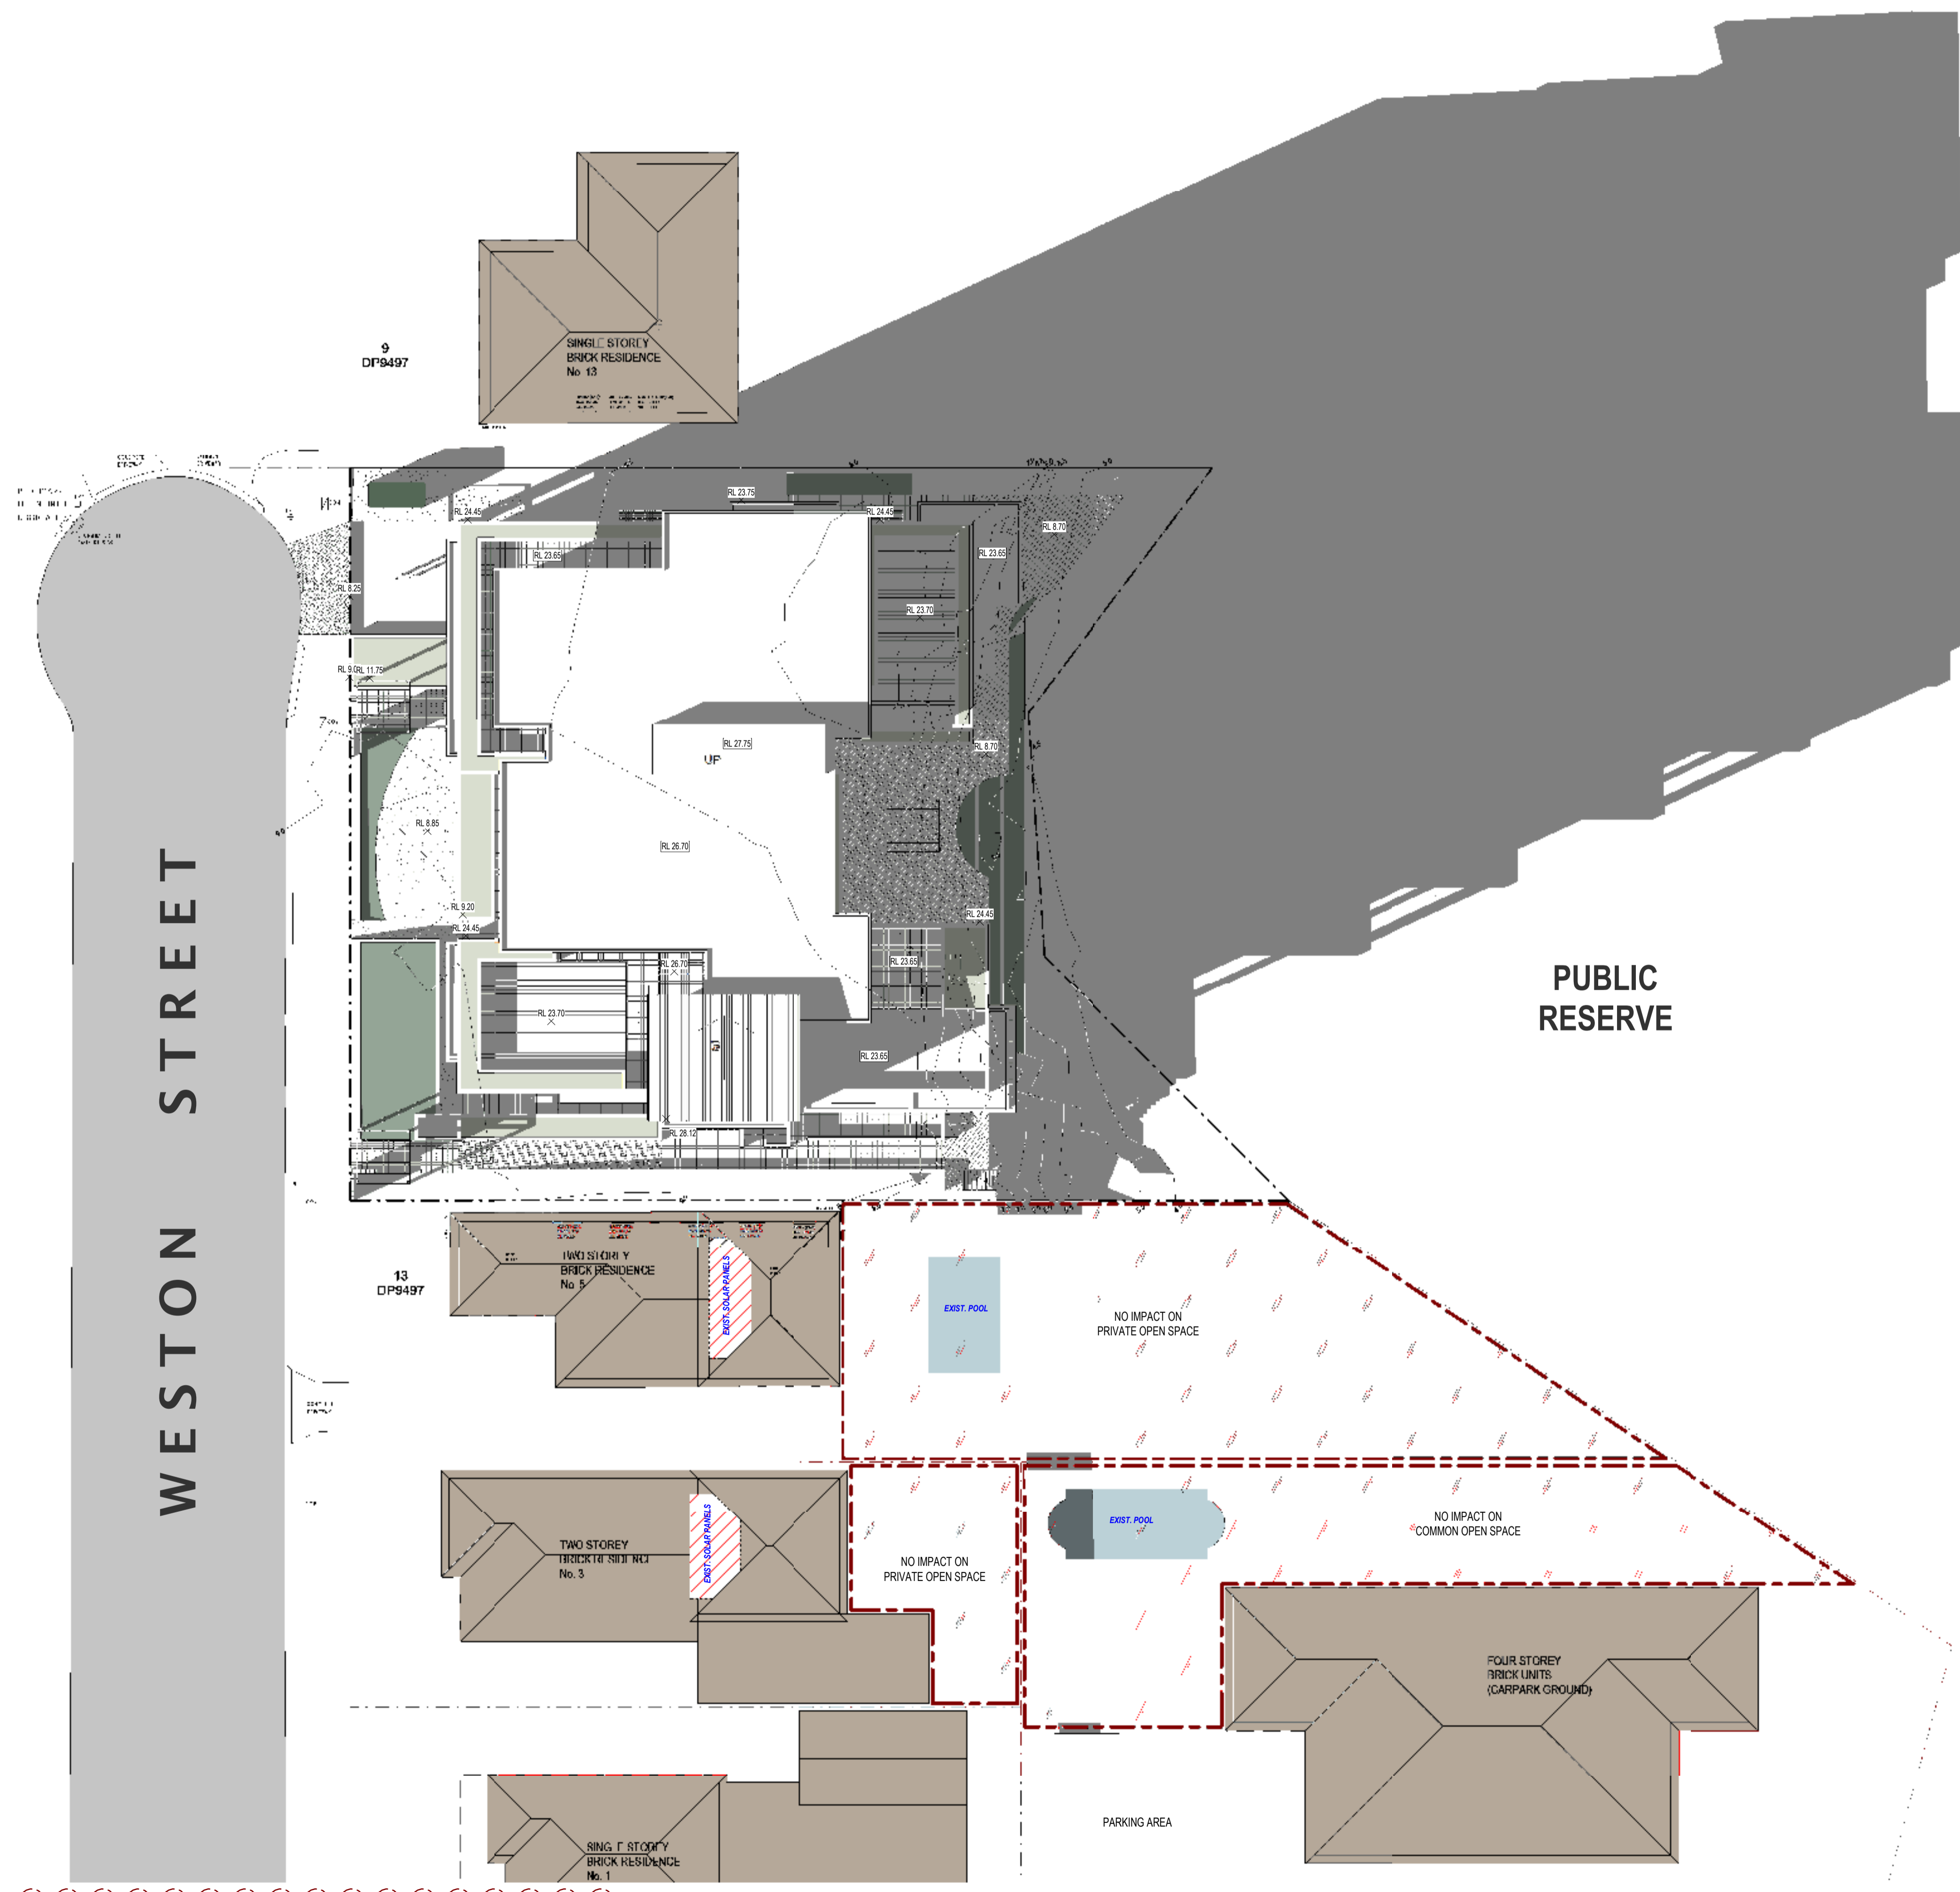 SINGLE STOREY
BRICK RESIDENCE
No 13
9
DP9497
RL 23.75
RL 24.45
RL 24.45
RL 8.70
RL 23.65
RL 23.65
RL 8.25
RL 23.70
RL 11.75
RL 27.75
RL 8.70
UP
RL 8.85
RL 26.70
RL 9.20
RL 24.45
RL 24.45
RL 23.65
RL 26.70
RL 23.70
RL 23.65
RL 28.12
WESTON STREET
PUBLIC
RESERVE
13
DP9497
TWO STOREY
BRICK RESIDENCE
No 5
EXIST. SOLAR PANELS
EXIST. POOL
NO IMPACT ON
PRIVATE OPEN SPACE
TWO STOREY
BRICK RESIDENCE
No. 3
EXIST. SOLAR PANELS
NO IMPACT ON
PRIVATE OPEN SPACE
EXIST. POOL
NO IMPACT ON
COMMON OPEN SPACE
FOUR STOREY
BRICK UNITS
(CARPARK GROUND)
PARKING AREA
SINGLE STOREY
BRICK RESIDENCE
No. 1